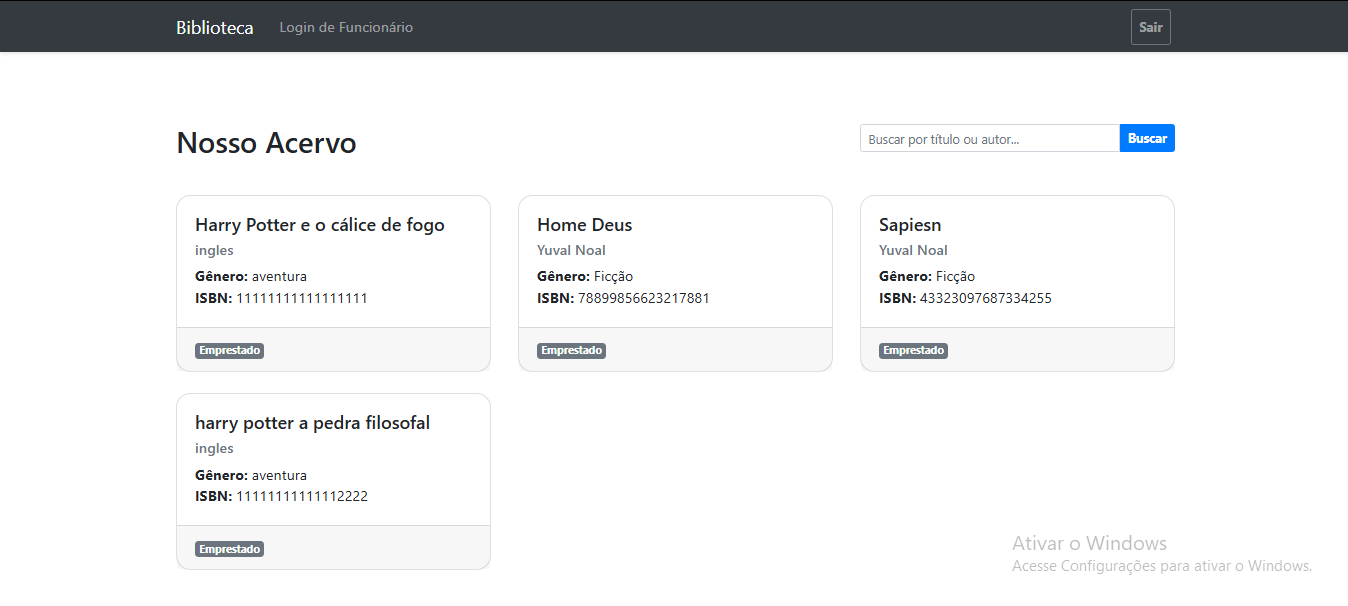 Biblioteca Login de Funcionário Sair
Nosso Acervo
Buscar por título ou autor... Buscar
Harry Potter e o cálice de fogo
ingles
Gênero: aventura
ISBN: 11111111111111111
Emprestado
Home Deus
Yuval Noal
Gênero: Ficção
ISBN: 78899856623217881
Emprestado
Sapiesn
Yuval Noal
Gênero: Ficção
ISBN: 43323097687334255
Emprestado
harry potter a pedra filosofal
ingles
Gênero: aventura
ISBN: 11111111111112222
Emprestado
Ativar o Windows
Acesse Configurações para ativar o Windows.